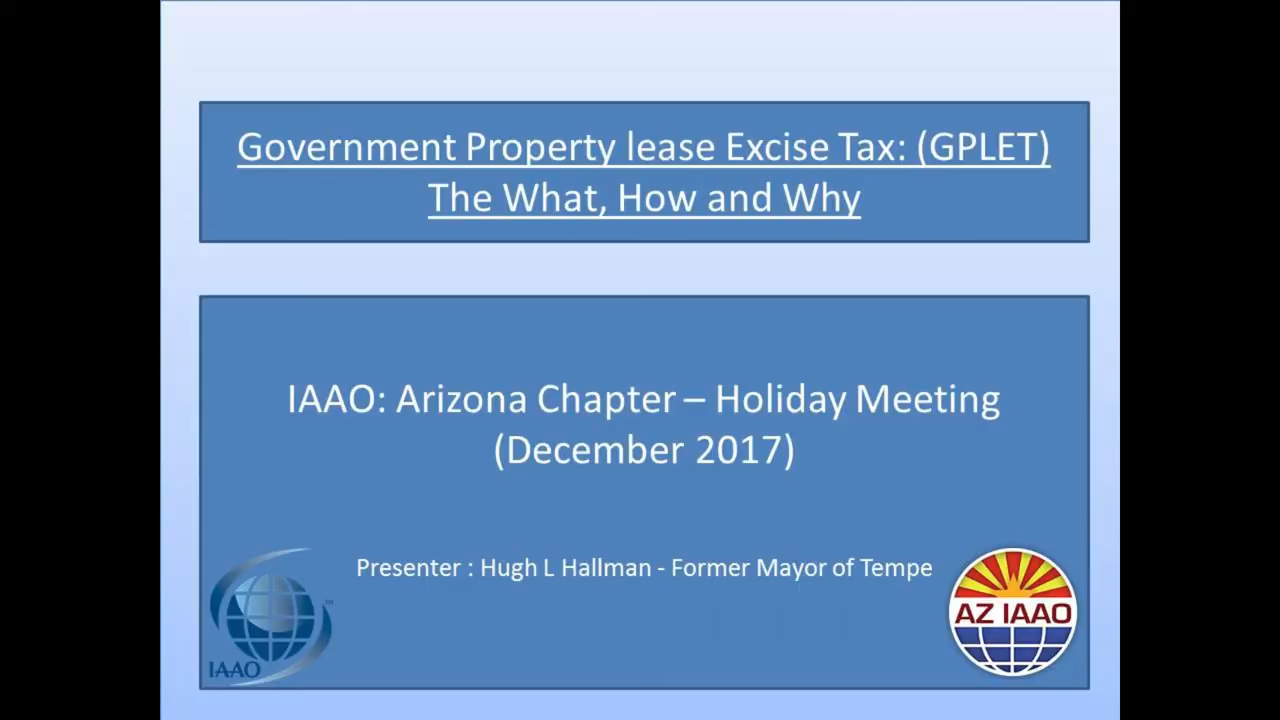 Government Property lease Excise Tax: (GPLET)
The What, How and Why
IAAO: Arizona Chapter – Holiday Meeting
(December 2017)
Presenter : Hugh L Hallman - Former Mayor of Tempe
IAAO™
AZ IAAO